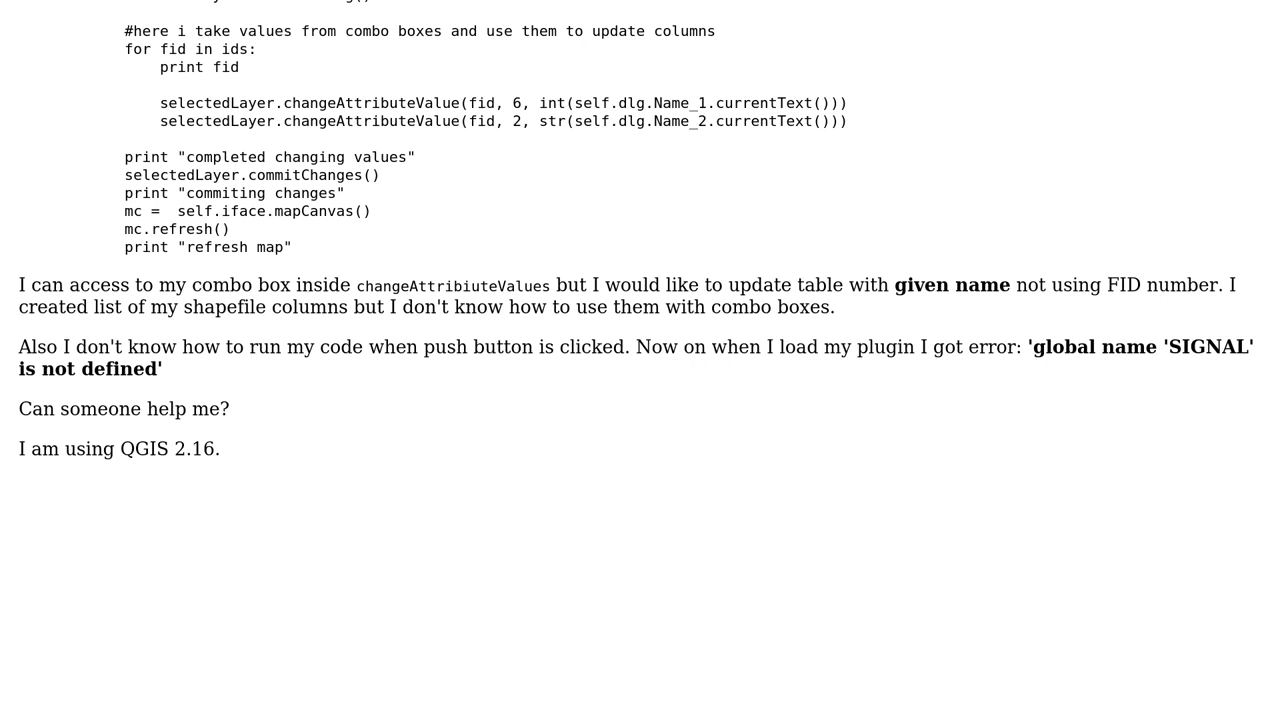 #here i take values from combo boxes and use them to update columns
for fid in ids:
print fid
selectedLayer.changeAttributeValue(fid, 6, int(self.dlg.Name_1.currentText()))
selectedLayer.changeAttributeValue(fid, 2, str(self.dlg.Name_2.currentText()))
print "completed changing values"
selectedLayer.commitChanges()
print "commiting changes"
mc =  self.iface.mapCanvas()
mc.refresh()
print "refresh map"
I can access to my combo box inside changeAttribiuteValues but I would like to update table with given name not using FID number. I
created list of my shapefile columns but I don't know how to use them with combo boxes.
Also I don't know how to run my code when push button is clicked. Now on when I load my plugin I got error: 'global name 'SIGNAL'
is not defined'
Can someone help me?
I am using QGIS 2.16.